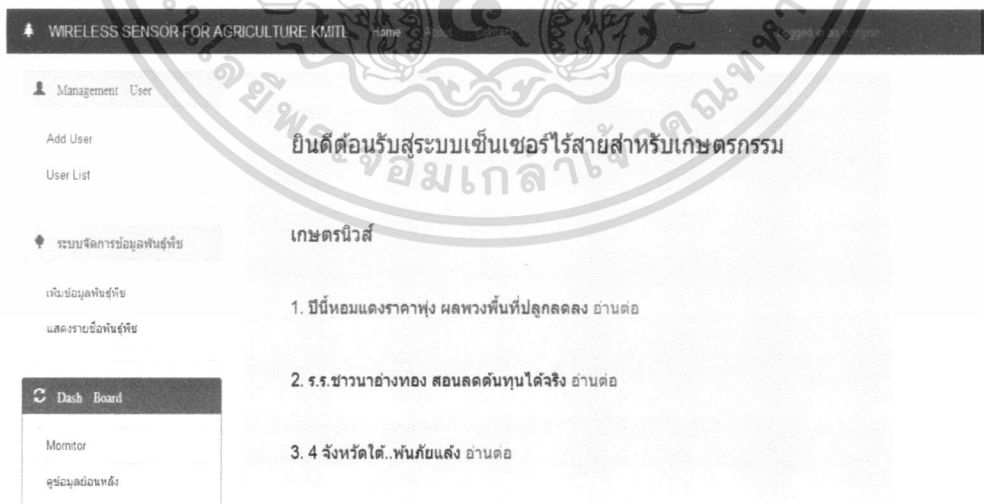 WIRELESS SENSOR FOR AGRICULTURE KMITL Home About Contact Logged in as
Management User
Add User
User List
ระบบจัดการข้อมูลพันธุ์พืช
เพิ่มข้อมูลพันธุ์พืช
แสดงรายชื่อพันธุ์พืช
Dash Board
Mornitor
ดูข้อมูลย้อนหลัง
ยินดีต้อนรับสู่ระบบเซ็นเซอร์ไร้สายสำหรับเกษตรกรรม
เกษตรนิวส์
1. ปีนี้หอมแดงราคาพุ่ง ผลพวงพื้นที่ปลูกลดลง อ่านต่อ
2. ร.ร.ชาวนาอ่างทอง สอนลดต้นทุนได้จริง อ่านต่อ
3. 4 จังหวัดใต้..พ้นภัยแล้ง อ่านต่อ